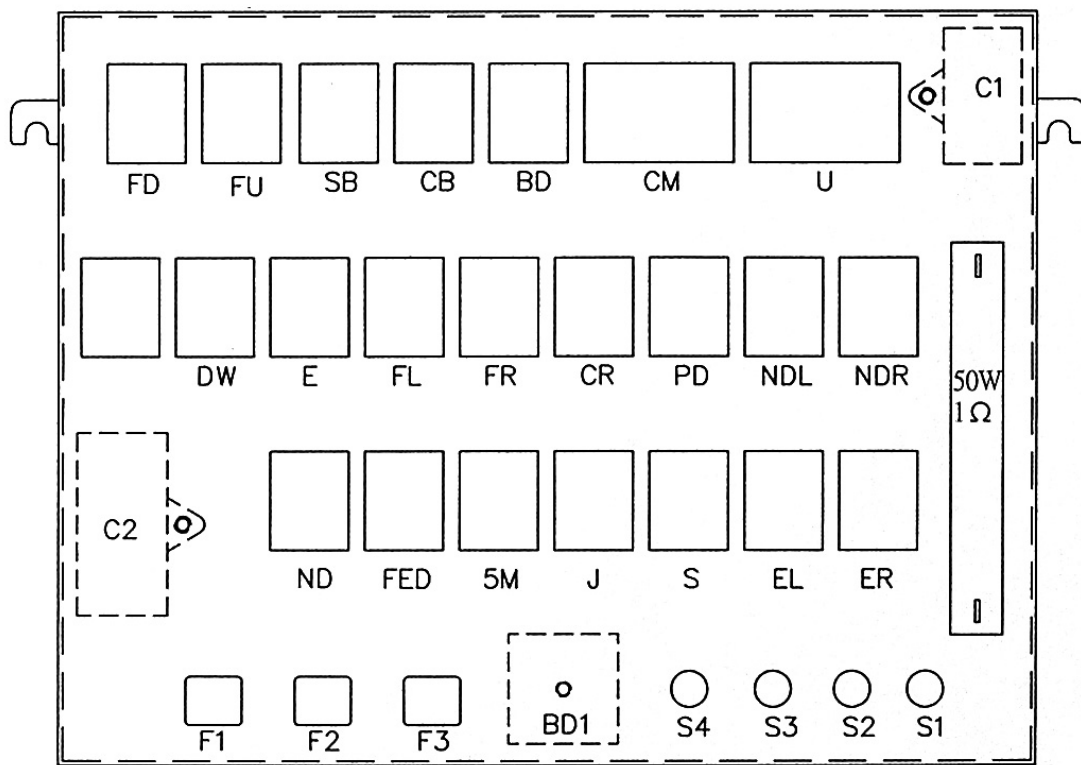 C1
FD FU SB CB BD CM U
DW E FL FR CR PD NDL NDR
50W
1Ω
C2
ND FED 5M J S EL ER
F1 F2 F3 BD1 S4 S3 S2 S1